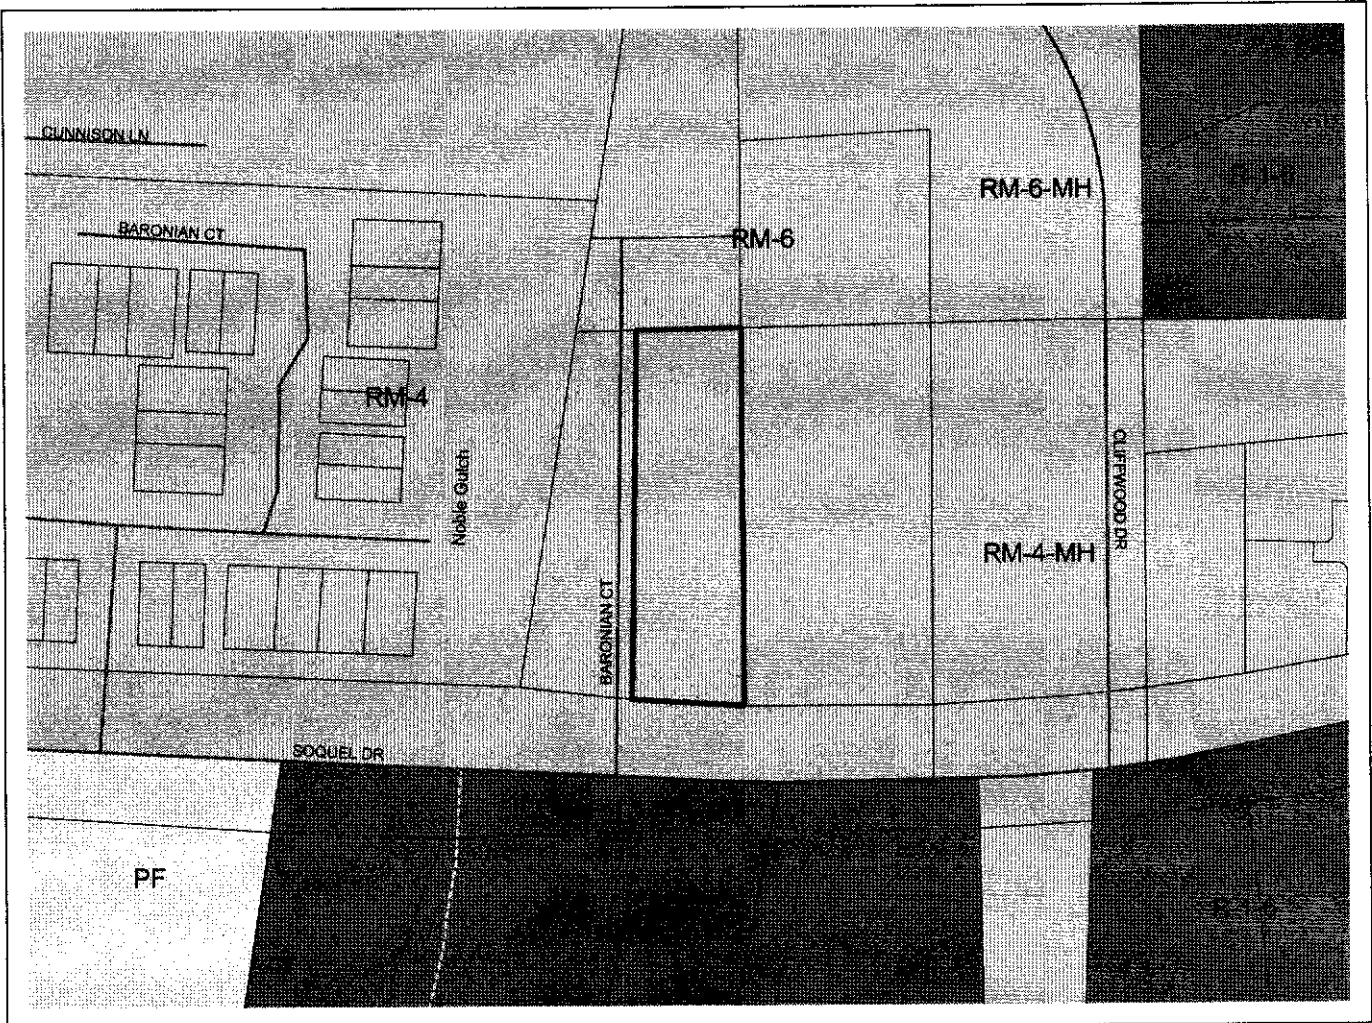 CUNNISON LN
RM-6-MH
BARONIAN CT
RM-6
RM-4
CLIFFWOOD DR
Noble Gulch
RM-4-MH
BARONIAN CT
SOQUEL DR
PF